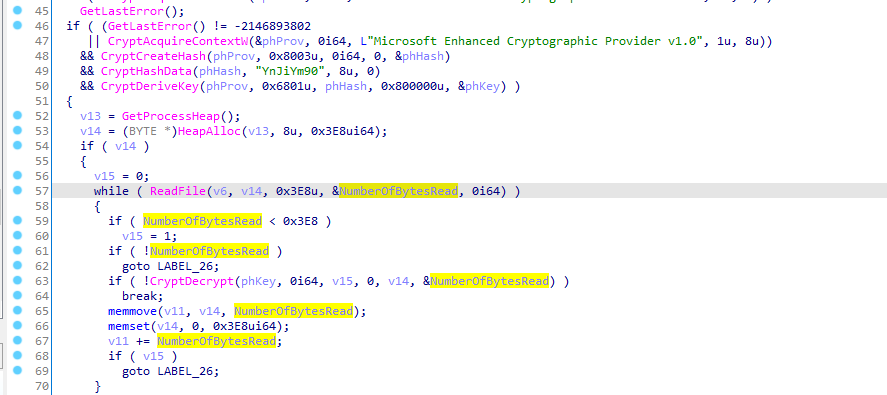 45 GetLastError();
46 if ( (GetLastError() != -2146893802
47 || CryptAcquireContextW(&phProv, 0i64, L"Microsoft Enhanced Cryptographic Provider v1.0", 1u, 8u))
48 && CryptCreateHash(phProv, 0x8003u, 0i64, 0, &phHash)
49 && CryptHashData(phHash, "YnJiYm90", 8u, 0)
50 && CryptDeriveKey(phProv, 0x6801u, phHash, 0x800000u, &phKey) )
51 {
52 v13 = GetProcessHeap();
53 v14 = (BYTE *)HeapAlloc(v13, 8u, 0x3E8ui64);
54 if ( v14 )
55 {
56 v15 = 0;
57 while ( ReadFile(v6, v14, 0x3E8u, &NumberOfBytesRead, 0i64) )
58 {
59 if ( NumberOfBytesRead < 0x3E8 )
60 v15 = 1;
61 if ( !NumberOfBytesRead )
62 goto LABEL_26;
63 if ( !CryptDecrypt(phKey, 0i64, v15, 0, v14, &NumberOfBytesRead) )
64 break;
65 memmove(v11, v14, NumberOfBytesRead);
66 memset(v14, 0, 0x3E8ui64);
67 v11 += NumberOfBytesRead;
68 if ( v15 )
69 goto LABEL_26;
70 }